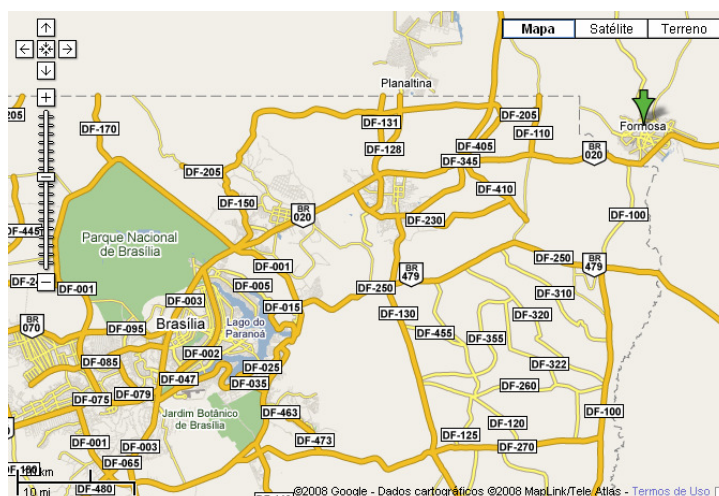 Mapa
Satélite
Terreno
Planaltina
205
DF-170
DF-131
DF-205
DF-110
Formosa
DF-128
DF-405
DF-345
BR
020
DF-205
DF-410
DF-150
BR
020
DF-230
DF-100
DF-445
Parque Nacional
de Brasília
DF-001
DF-250
BR
479
DF-250
BR
479
DF-001
DF-005
DF-310
DF-003
DF-015
DF-130
DF-320
BR
070
DF-095
Brasília
Lago do
Paranoá
DF-455
DF-355
DF-002
DF-085
DF-025
DF-322
DF-047
DF-035
DF-260
DF-075
DF-079
Jardim Botânico
de Brasília
DF-463
DF-100
DF-120
DF-001
DF-003
DF-473
DF-125
DF-270
DF-065
DF-480
10 mi
©2008 Google - Dados cartográficos ©2008 MapLink/Tele Atlas - Termos de Uso